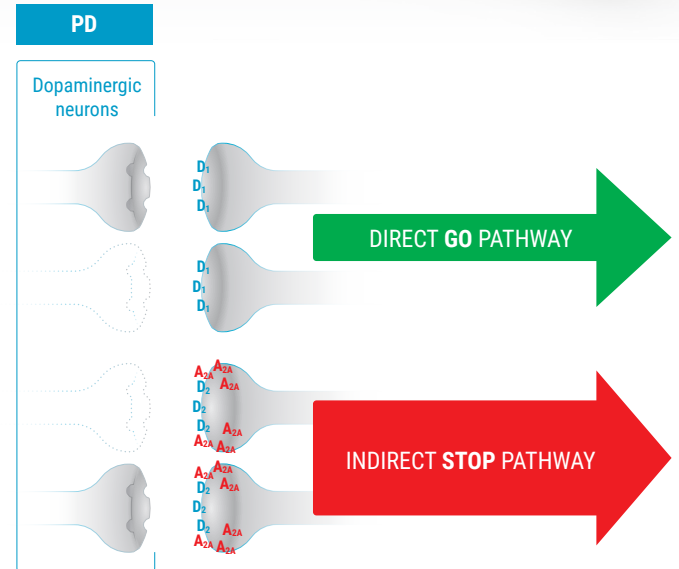 PD
Dopaminergic
neurons
D₁
D₁
D₁
DIRECT GO PATHWAY
D₁
D₁
D₁
A₂A A₂A
D₂ A₂A
D₂
D₂ A₂A
A₂A A₂A
INDIRECT STOP PATHWAY
A₂A A₂A
D₂ A₂A
D₂
D₂ A₂A
A₂A A₂A